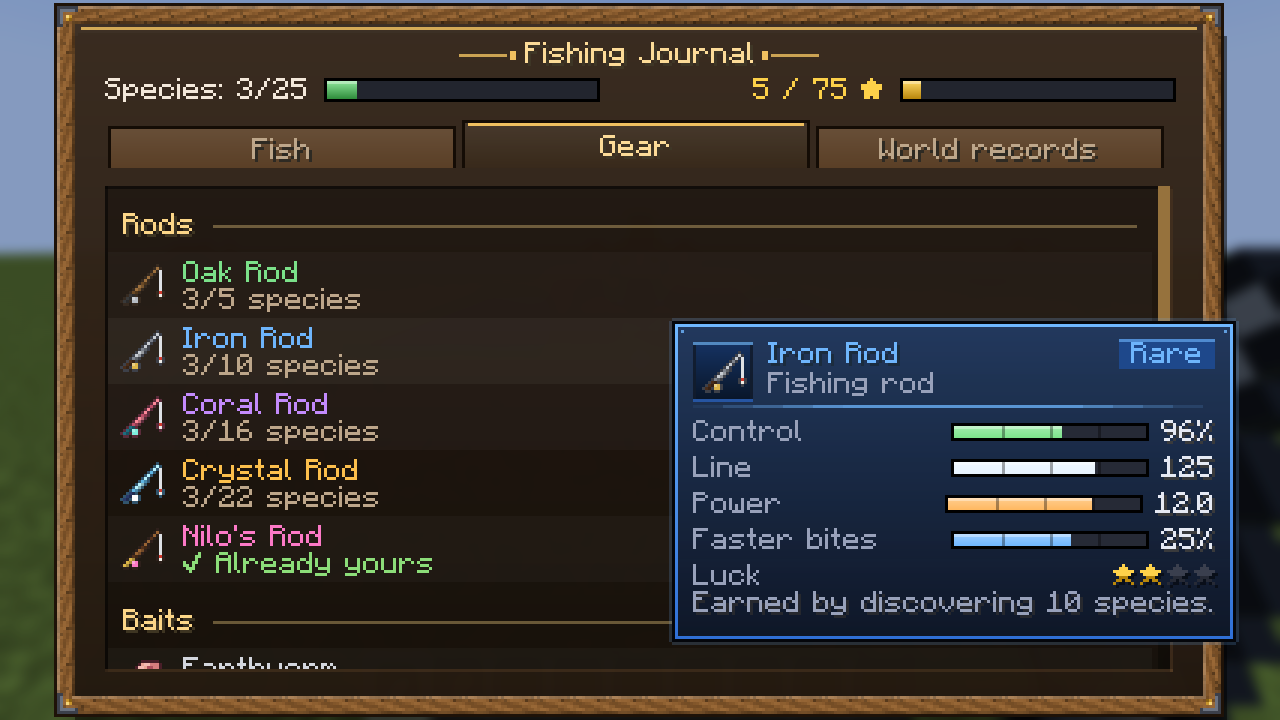 Fishing Journal
Species: 3/25
5 / 75
Fish
Gear
World records
Rods
Oak Rod
3/5 species
Iron Rod
3/10 species
Coral Rod
3/16 species
Crystal Rod
3/22 species
Nilo's Rod
✓ Already yours
Baits
Iron Rod
Rare
Fishing rod
Control 96%
Line 125
Power 12.0
Faster bites 25%
Luck
Earned by discovering 10 species.